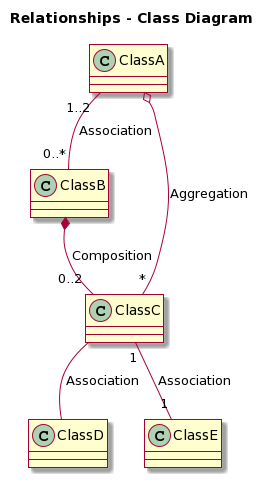 Relationships - Class Diagram
C ClassA
1..2
Association
0..*
C ClassB
Aggregation
Composition
0..2
*
C ClassC
1
Association
Association
1
C ClassD
C ClassE